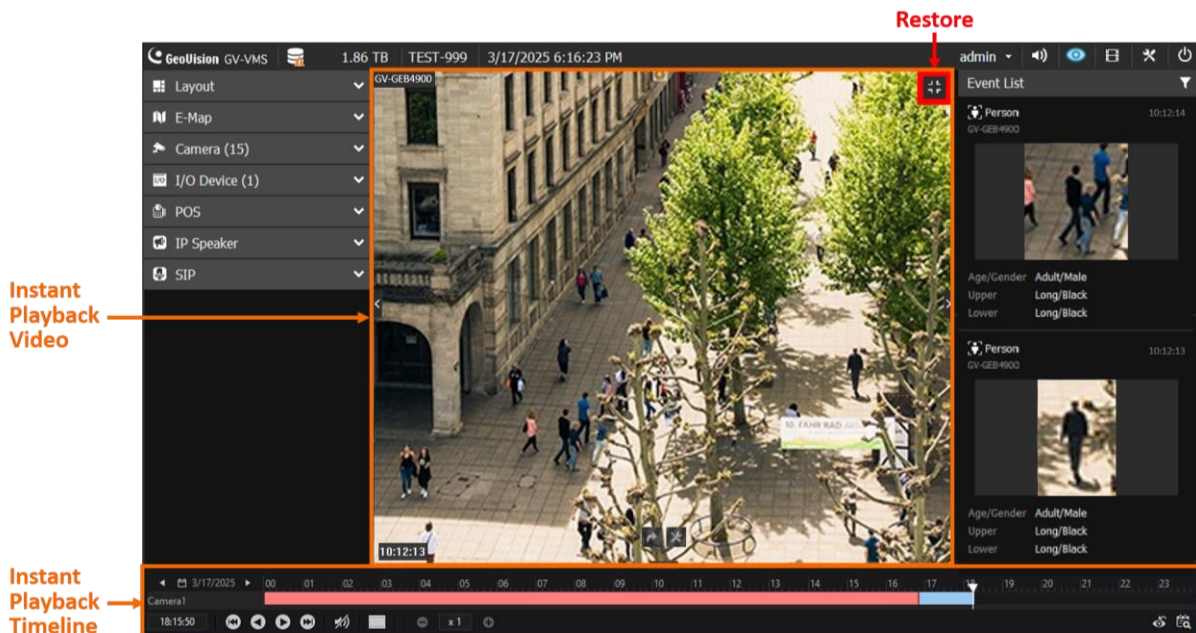 Restore
GeoVision GV-VMS 1.86 TB TEST-999 3/17/2025 6:16:23 PM admin
Layout
E-Map
Camera (15)
I/O Device (1)
POS
IP Speaker
SIP
GV-GEB4900
Event List
Person 10:12:14
GV-GEB4900
Age/Gender Adult/Male
Upper Long/Black
Lower Long/Black
Person 10:12:13
GV-GEB4900
Age/Gender Adult/Male
Upper Long/Black
Lower Long/Black
Instant
Playback
Video
30. FAHR RAD
10:12:13
Instant
Playback
Timeline
3/17/2025 00 01 02 03 04 05 06 07 08 09 10 11 12 13 14 15 16 17 18 19 20 21 22 23
Camera1
18:15:50 x 1